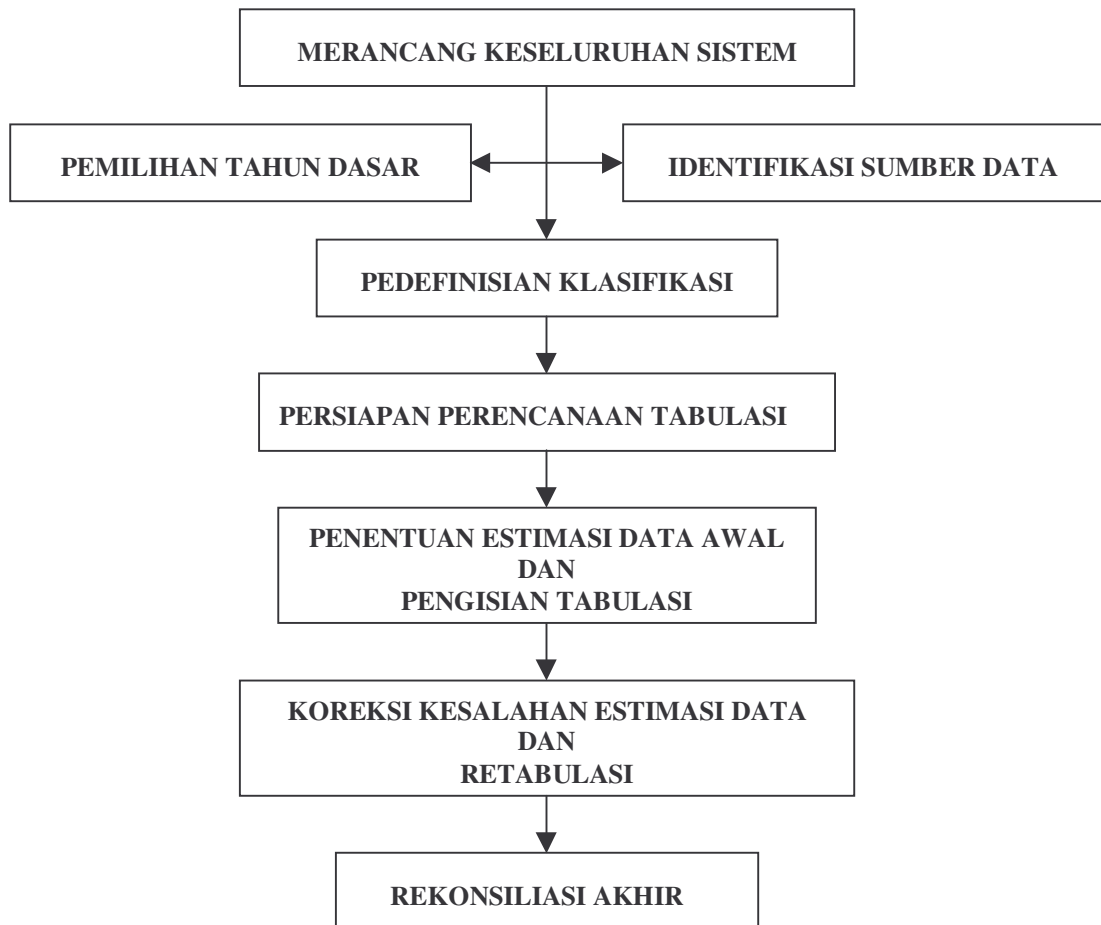 MERANCANG KESELURUHAN SISTEM
PEMILIHAN TAHUN DASAR
IDENTIFIKASI SUMBER DATA
PEDEFINISIAN KLASIFIKASI
PERSIAPAN PERENCANAAN TABULASI
PENENTUAN ESTIMASI DATA AWAL
DAN
PENGISIAN TABULASI
KOREKSI KESALAHAN ESTIMASI DATA
DAN
RETABULASI
REKONSILIASI AKHIR